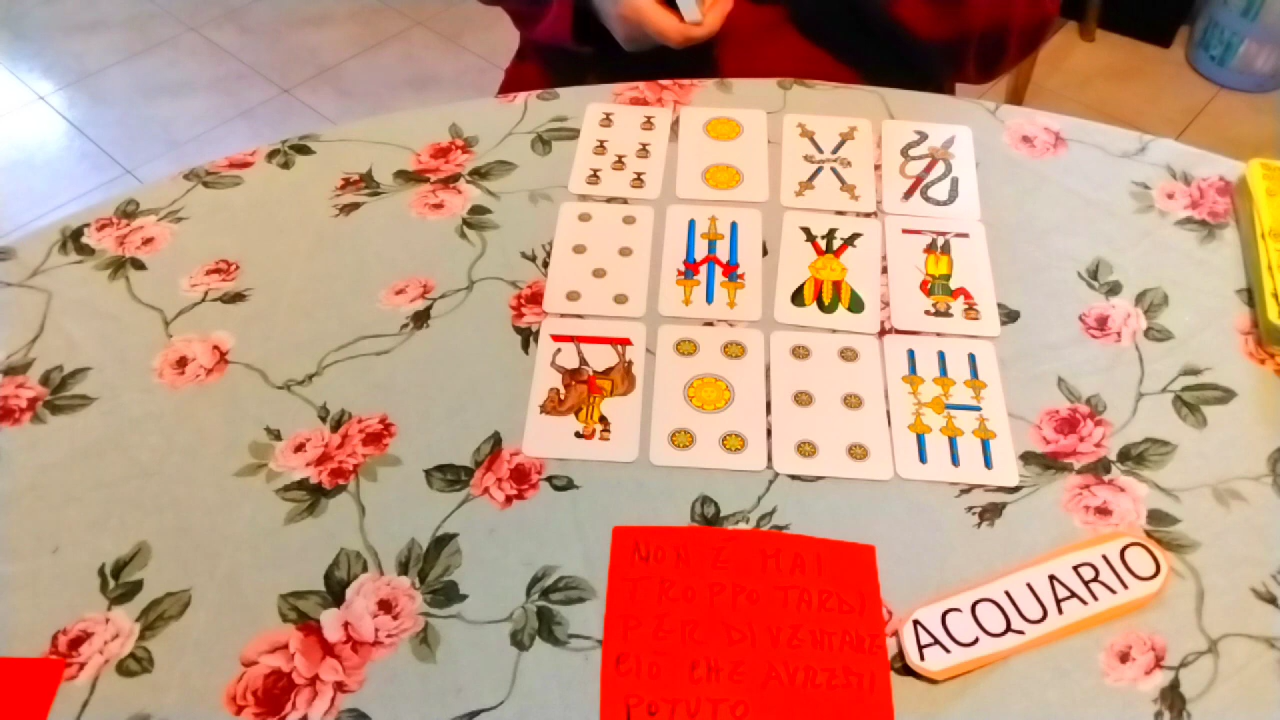 NON È MAI
TROPPO TARDI
PER DIVENTARE
CIÒ CHE AVRESTI
POTUTO
ACQUARIO